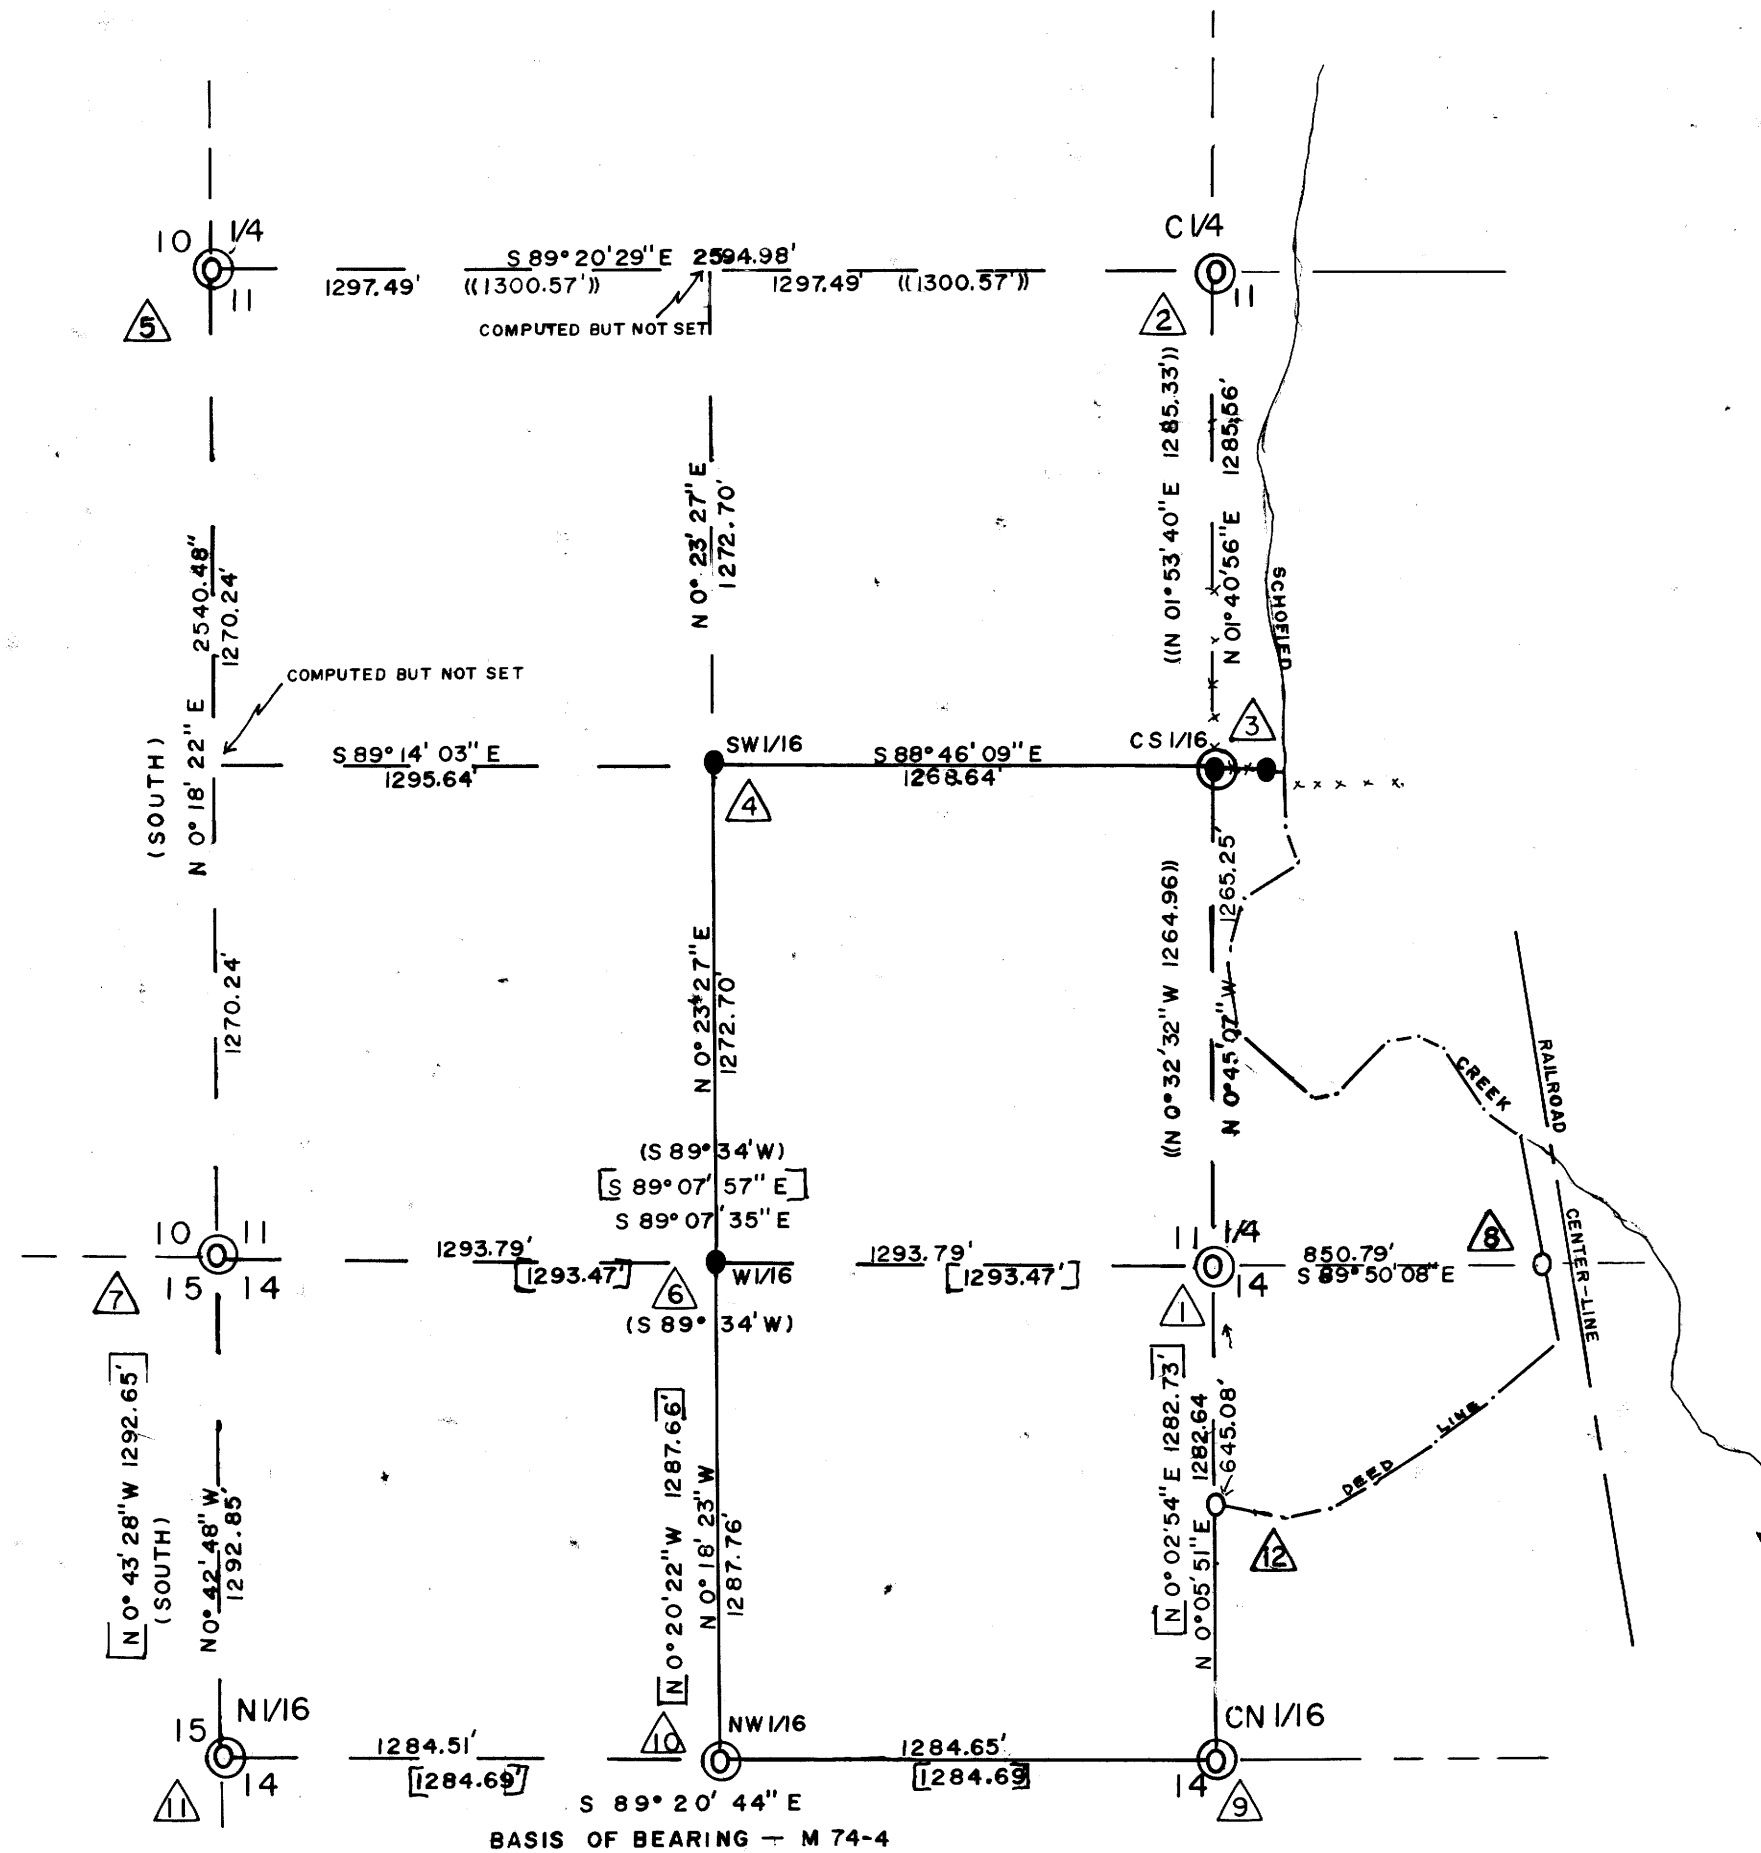 10
1/4
11
5
S 89° 20' 29" E 2594.98'
1297.49'
((1300.57'))
1297.49'
((1300.57'))
COMPUTED BUT NOT SET
C 1/4
11
2
((N 01° 53' 40" E 1285.33'))
N 01° 40' 56" E 1285.56'
SCHOFIED
N 0° 23' 27" E
1272.70'
(SOUTH)
N 0° 18' 22" E 2540.48"
1270.24'
COMPUTED BUT NOT SET
S 89° 14' 03" E
1295.64'
SW 1/16
4
S 88° 46' 09" E
1268.64'
CS 1/16
3
1270.24'
N 0° 23' 27" E
1272.70'
((N 0° 32' 32" W 1264.96))
N 0° 45' 07" W 1265.25'
CREEK
RAILROAD
CENTER-LINE
(S 89° 34' W)
[S 89° 07' 57" E]
S 89° 07' 35" E
10
11
15
14
7
1293.79'
[1293.47']
6
W 1/16
(S 89° 34' W)
1293.79'
[1293.47']
11
1/4
14
1
850.79'
S 89° 50' 08" E
8
[N 0° 43' 28" W 1292.65']
(SOUTH)
N 0° 42' 48" W
1292.85'
[N 0° 20' 22" W 1287.66']
N 0° 18' 23" W
1287.76'
[N 0° 02' 54" E 1282.73']
N 0° 05' 51" E 1282.64
645.08'
DEED LINE
12
15
N 1/16
14
11
1284.51'
[1284.69']
10
NW 1/16
1284.65'
[1284.69]
CN 1/16
14
9
S 89° 20' 44" E
BASIS OF BEARING — M 74-4